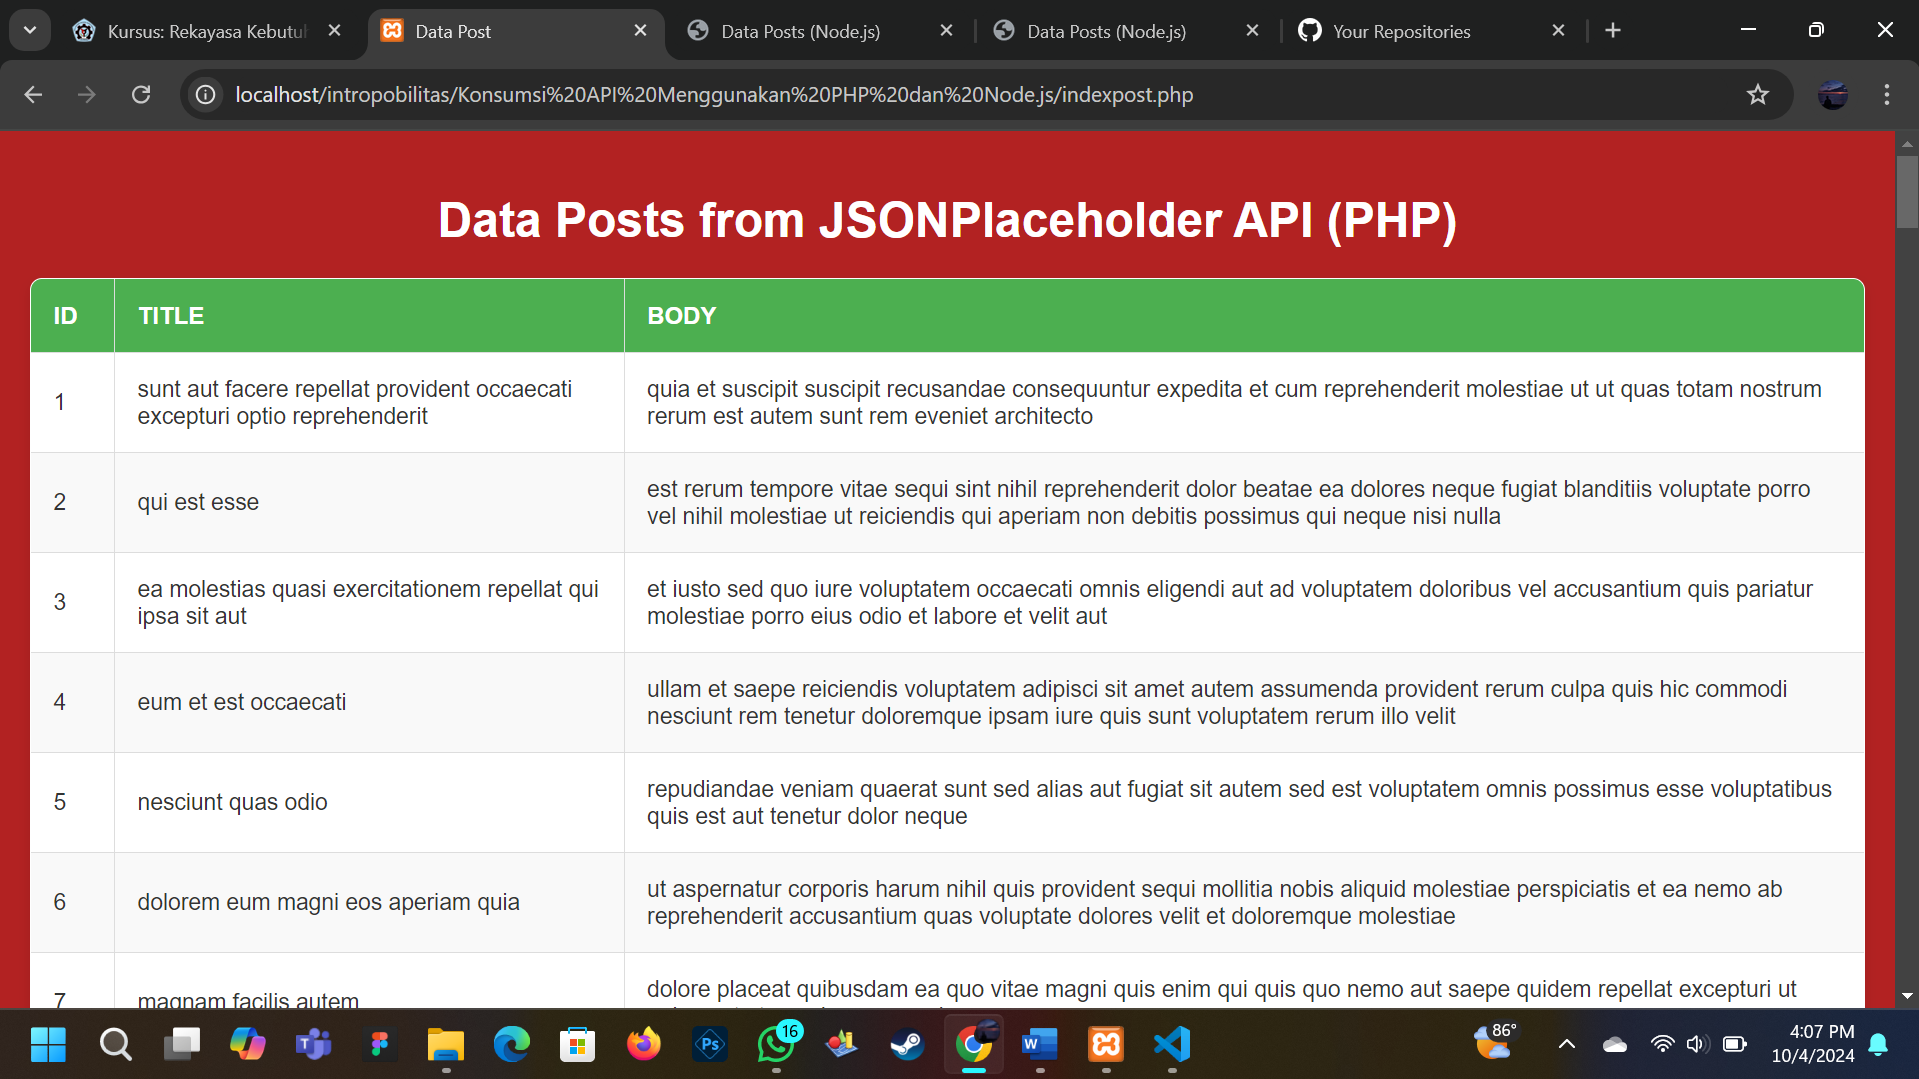 Kursus: Rekayasa Kebutuh
Data Post
Data Posts (Node.js)
Data Posts (Node.js)
Your Repositories
localhost/intropobilitas/Konsumsi%20API%20Menggunakan%20PHP%20dan%20Node.js/indexpost.php
Data Posts from JSONPlaceholder API (PHP)
ID TITLE BODY
1
sunt aut facere repellat provident occaecati
excepturi optio reprehenderit
quia et suscipit suscipit recusandae consequuntur expedita et cum reprehenderit molestiae ut ut quas totam nostrum
rerum est autem sunt rem eveniet architecto
2
qui est esse
est rerum tempore vitae sequi sint nihil reprehenderit dolor beatae ea dolores neque fugiat blanditiis voluptate porro
vel nihil molestiae ut reiciendis qui aperiam non debitis possimus qui neque nisi nulla
3
ea molestias quasi exercitationem repellat qui
ipsa sit aut
et iusto sed quo iure voluptatem occaecati omnis eligendi aut ad voluptatem doloribus vel accusantium quis pariatur
molestiae porro eius odio et labore et velit aut
4
eum et est occaecati
ullam et saepe reiciendis voluptatem adipisci sit amet autem assumenda provident rerum culpa quis hic commodi
nesciunt rem tenetur doloremque ipsam iure quis sunt voluptatem rerum illo velit
5
nesciunt quas odio
repudiandae veniam quaerat sunt sed alias aut fugiat sit autem sed est voluptatem omnis possimus esse voluptatibus
quis est aut tenetur dolor neque
6
dolorem eum magni eos aperiam quia
ut aspernatur corporis harum nihil quis provident sequi mollitia nobis aliquid molestiae perspiciatis et ea nemo ab
reprehenderit accusantium quas voluptate dolores velit et doloremque molestiae
7
magnam facilis autem
dolore placeat quibusdam ea quo vitae magni quis enim qui quis quo nemo aut saepe quidem repellat excepturi ut
T
Ps
16
W
86°
4:07 PM
10/4/2024